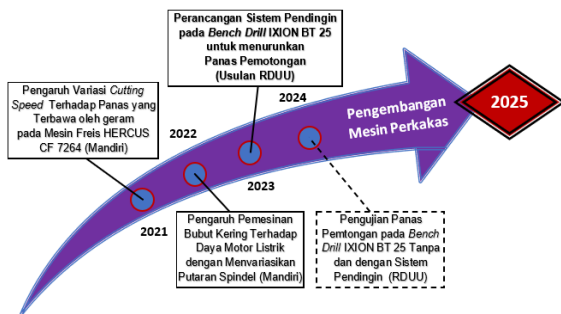 Perancangan Sistem Pendingin
pada Bench Drill IXION BT 25
untuk menurunkan
Panas Pemotongan
(Usulan RDUU)
2025
Pengaruh Variasi Cutting
Speed Terhadap Panas yang
Terbawa oleh geram
pada Mesin Freis HERCUS
CF 7264 (Mandiri)
2024
Pengembangan
Mesin Perkakas
2022
2023
2021
Pengaruh Pemesinan
Bubut Kering Terhadap
Daya Motor Listrik
dengan Menvariasikan
Putaran Spindel (Mandiri)
Pengujian Panas
Pemtongan pada Bench
Drill IXION BT 25 Tanpa
dan dengan Sistem
Pendingin (RDUU)